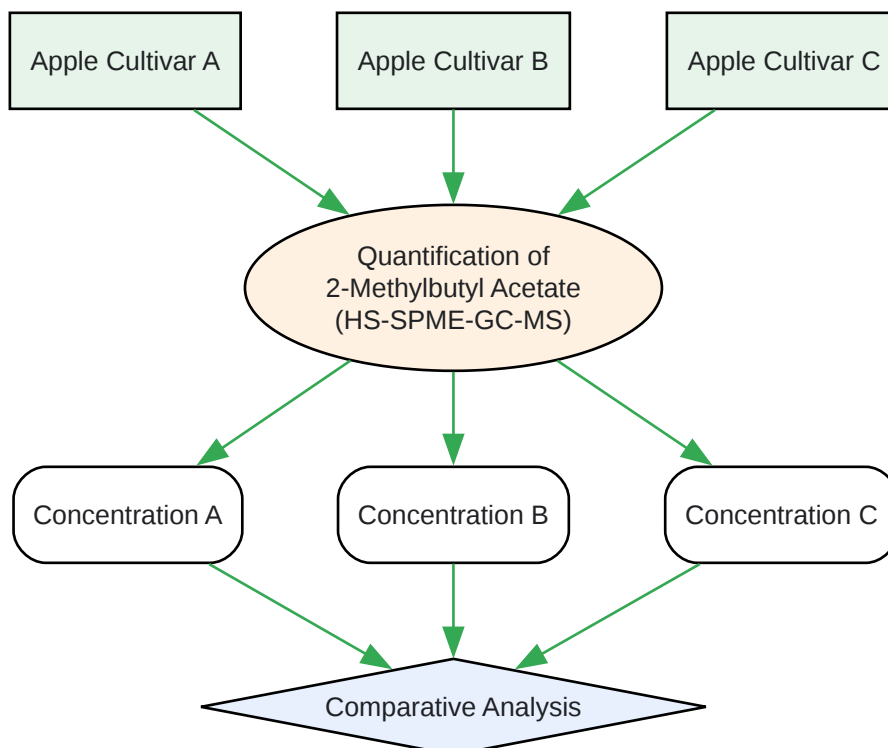 Apple Cultivar A
Apple Cultivar B
Apple Cultivar C
Quantification of
2-Methylbutyl Acetate
(HS-SPME-GC-MS)
Concentration A
Concentration B
Concentration C
Comparative Analysis